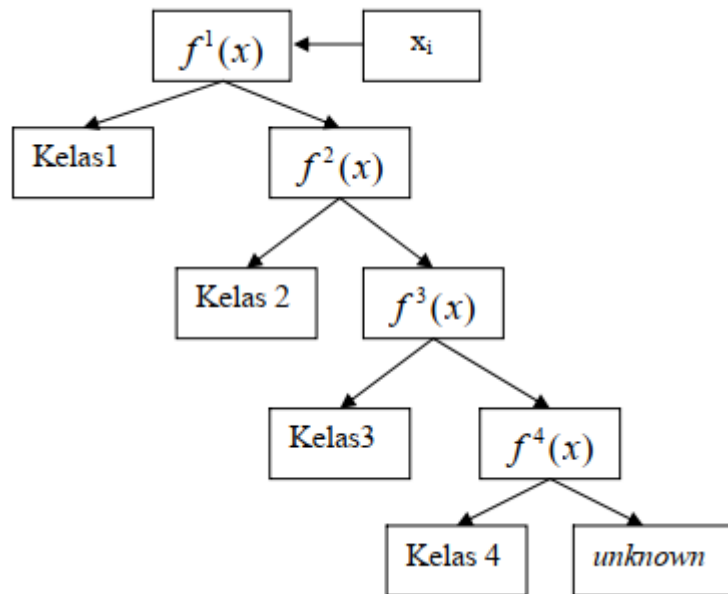 f¹(x)
xᵢ
Kelas1
f²(x)
Kelas 2
f³(x)
Kelas3
f⁴(x)
Kelas 4
unknown